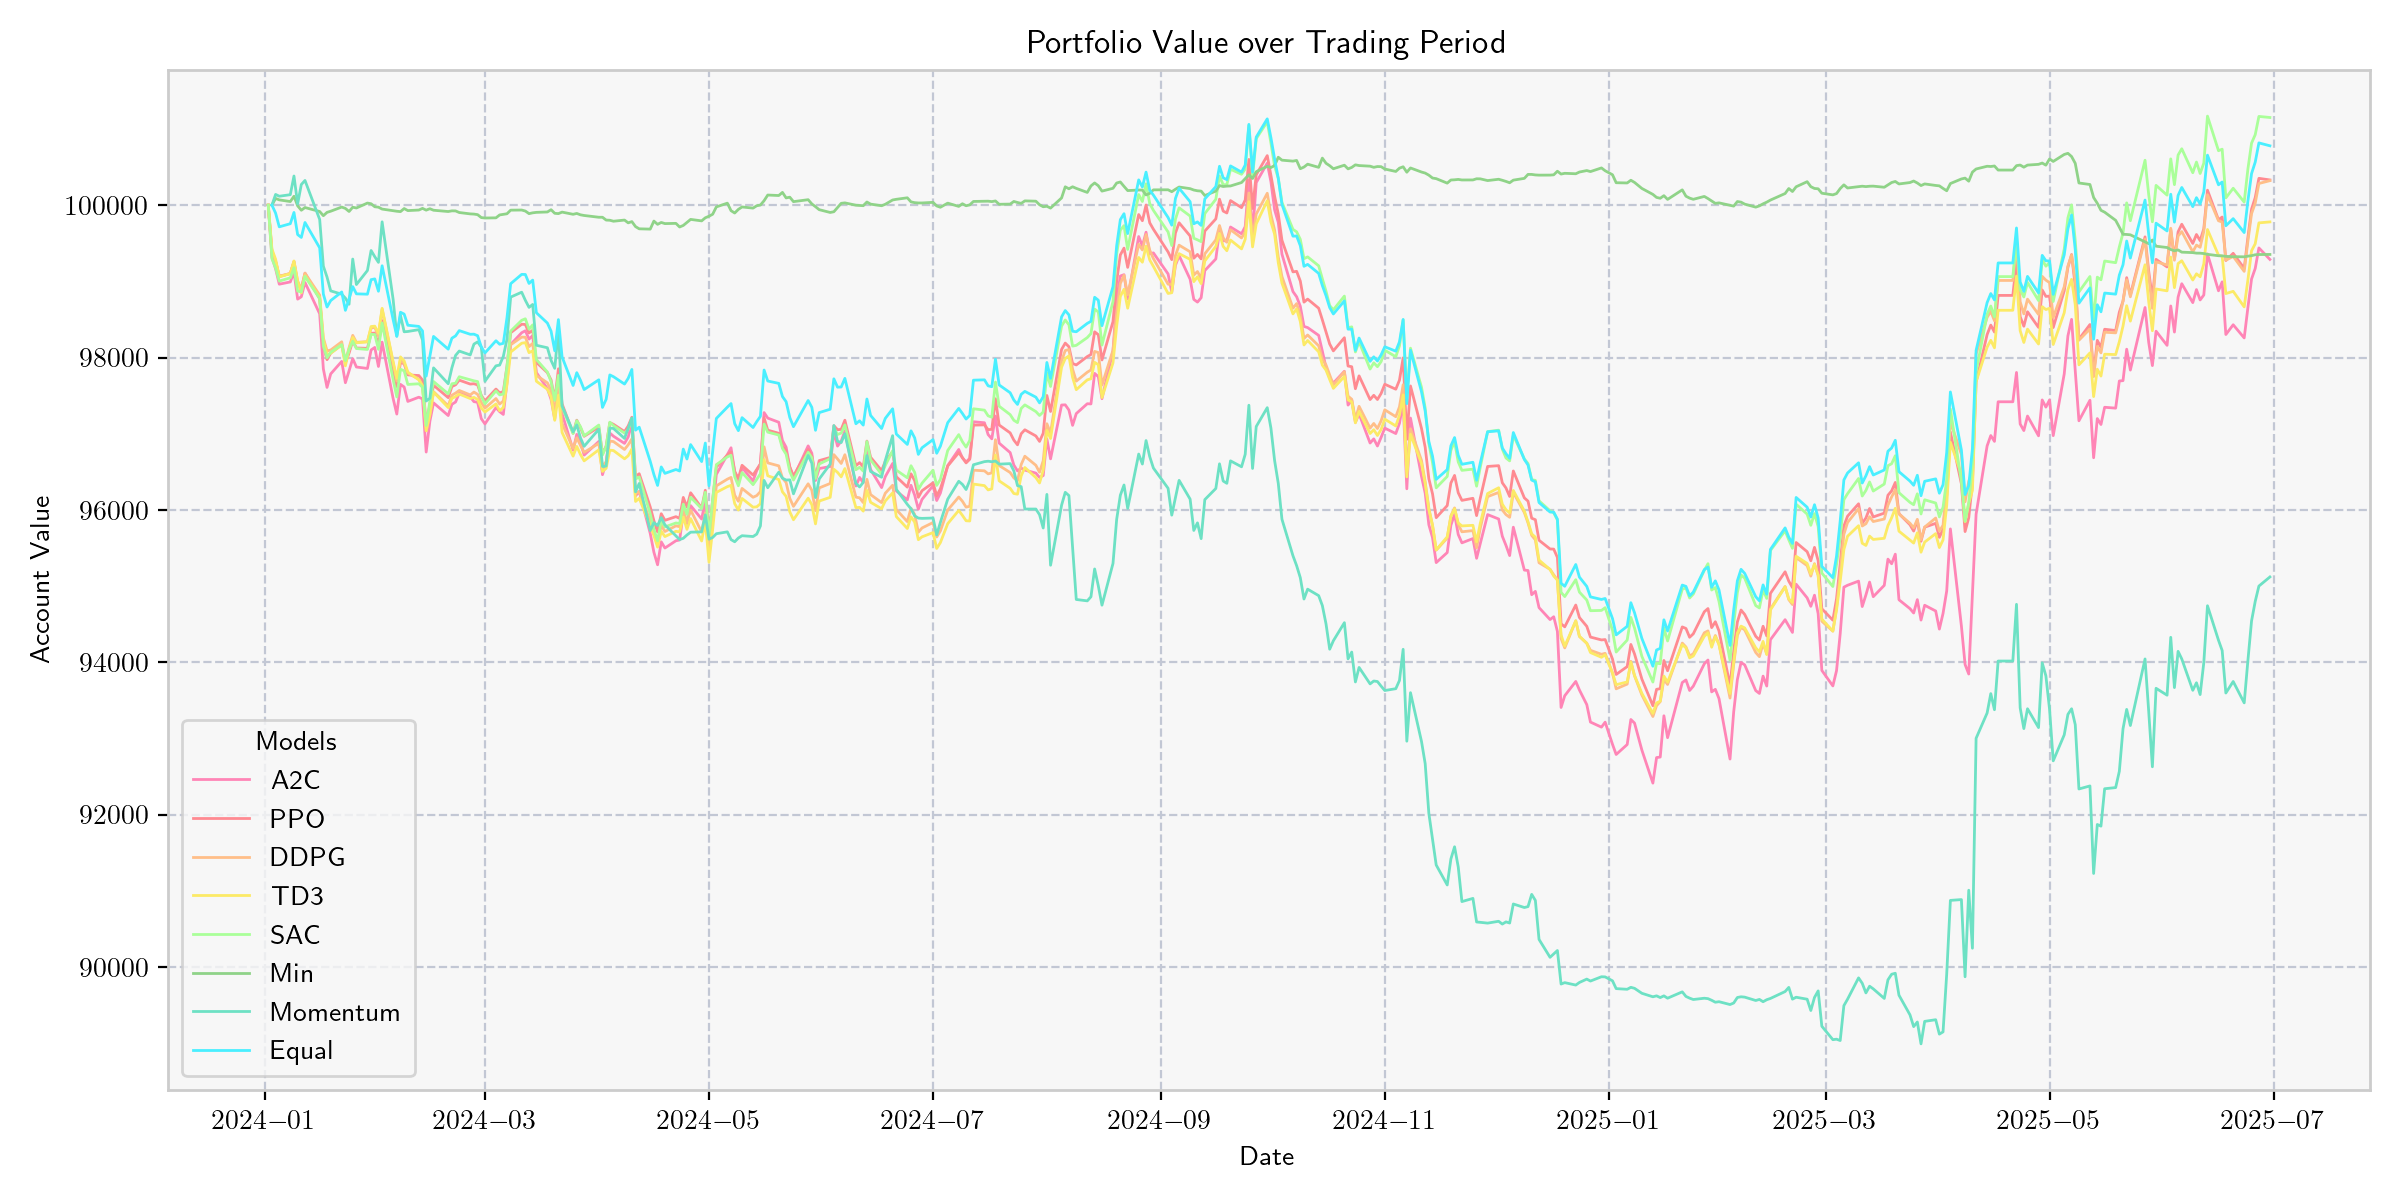 Portfolio Value over Trading Period
Account Value
100000
98000
96000
94000
92000
90000
Models
A2C
PPO
DDPG
TD3
SAC
Min
Momentum
Equal
2024−01
2024−03
2024−05
2024−07
2024−09
2024−11
2025−01
2025−03
2025−05
2025−07
Date